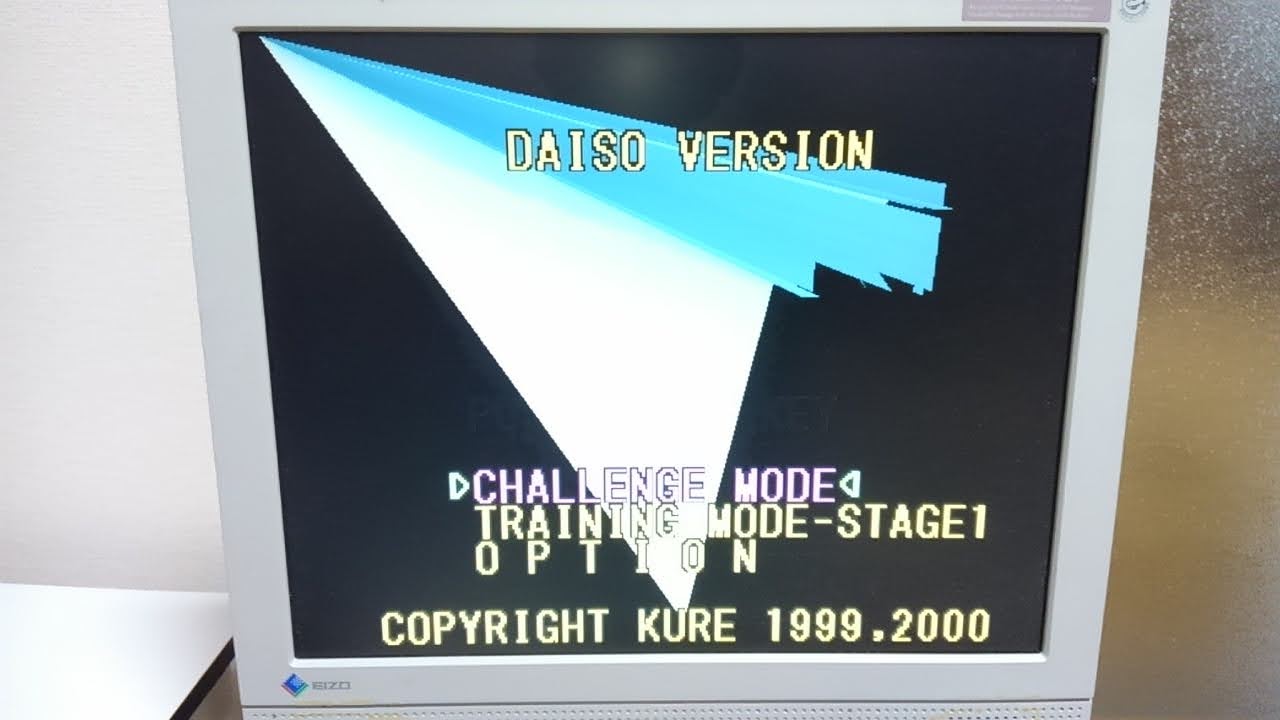 DAISO VERSION
CHALLENGE MODE
TRAINING MODE-STAGE1
OPTION
COPYRIGHT KURE 1999,2000
EIZO